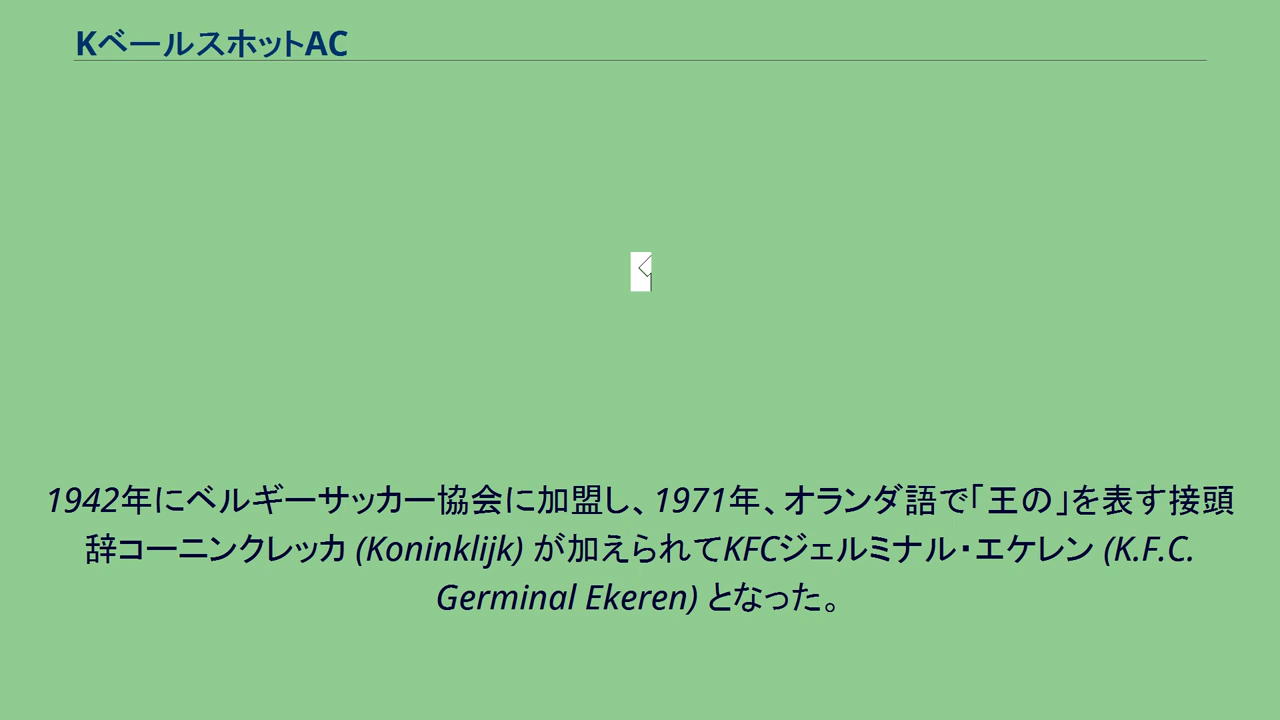 KベールスホットAC
1942年にベルギーサッカー協会に加盟し、1971年、オランダ語で「王の」を表す接頭
辞コーニンクレッカ (Koninklijk) が加えられてKFCジェルミナル・エケレン (K.F.C.
Germinal Ekeren) となった。